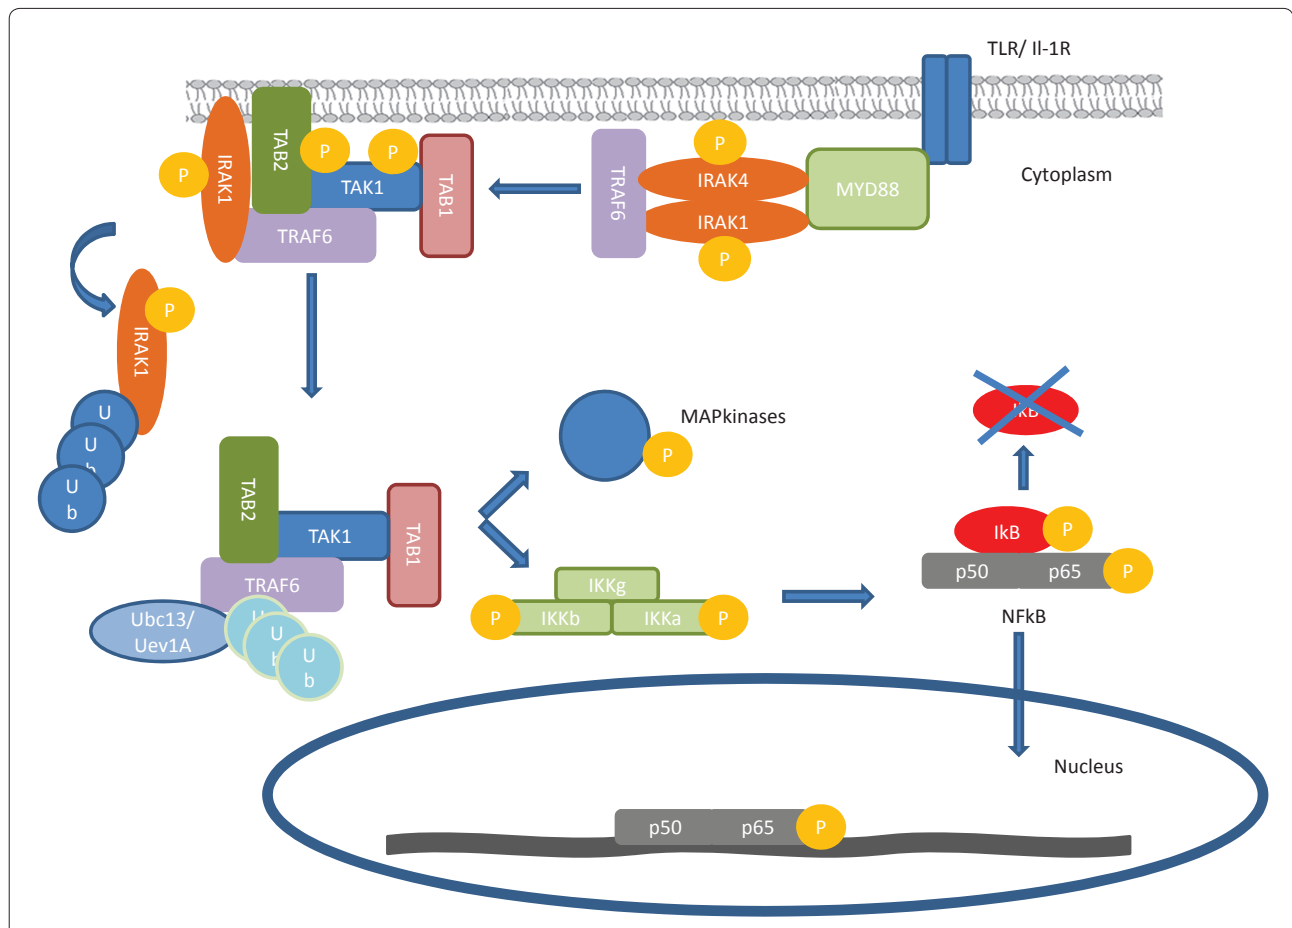 TLR/ Il-1R
P
P
P
TAB2
IRAK1
P
TAK1
TAB1
TRAF6
TRAF6
IRAK4
IRAK1
P
MYD88
Cytoplasm
P
IRAK1
U
U
b
U
b
MAPkinases
P
IkB
TAB2
TAK1
TAB1
TRAF6
Ubc13/
Uev1A
U
U
b
U
b
IKKg
P
IKKb
IKKa
P
IkB
P
p50
p65
P
NFkB
Nucleus
p50
p65
P